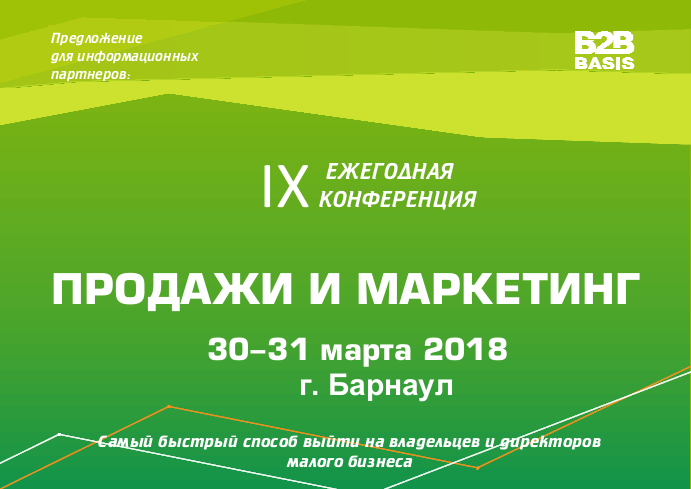 Предложение
для информационных
партнеров:
Б2В
BASIS
IX
ЕЖЕГОДНАЯ
КОНФЕРЕНЦИЯ
ПРОДАЖИ И МАРКЕТИНГ
30–31 марта 2018
г. Барнаул
Самый быстрый способ выйти на владельцев и директоров
малого бизнеса